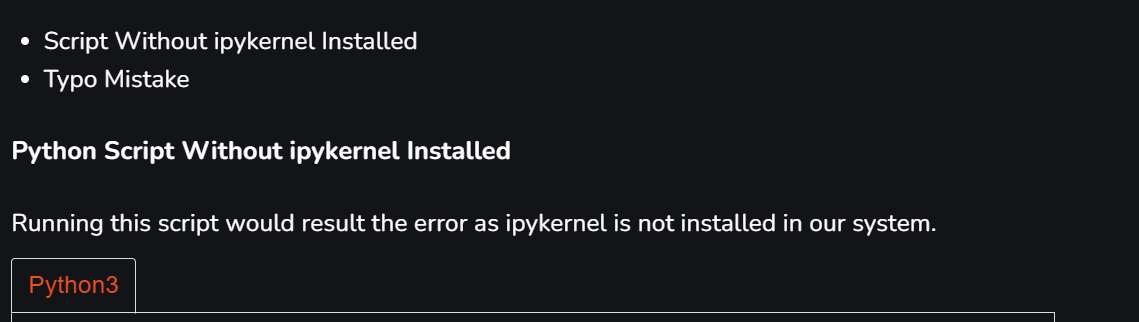 Script Without ipykernel Installed
Typo Mistake
Python Script Without ipykernel Installed
Running this script would result the error as ipykernel is not installed in our system.
Python3